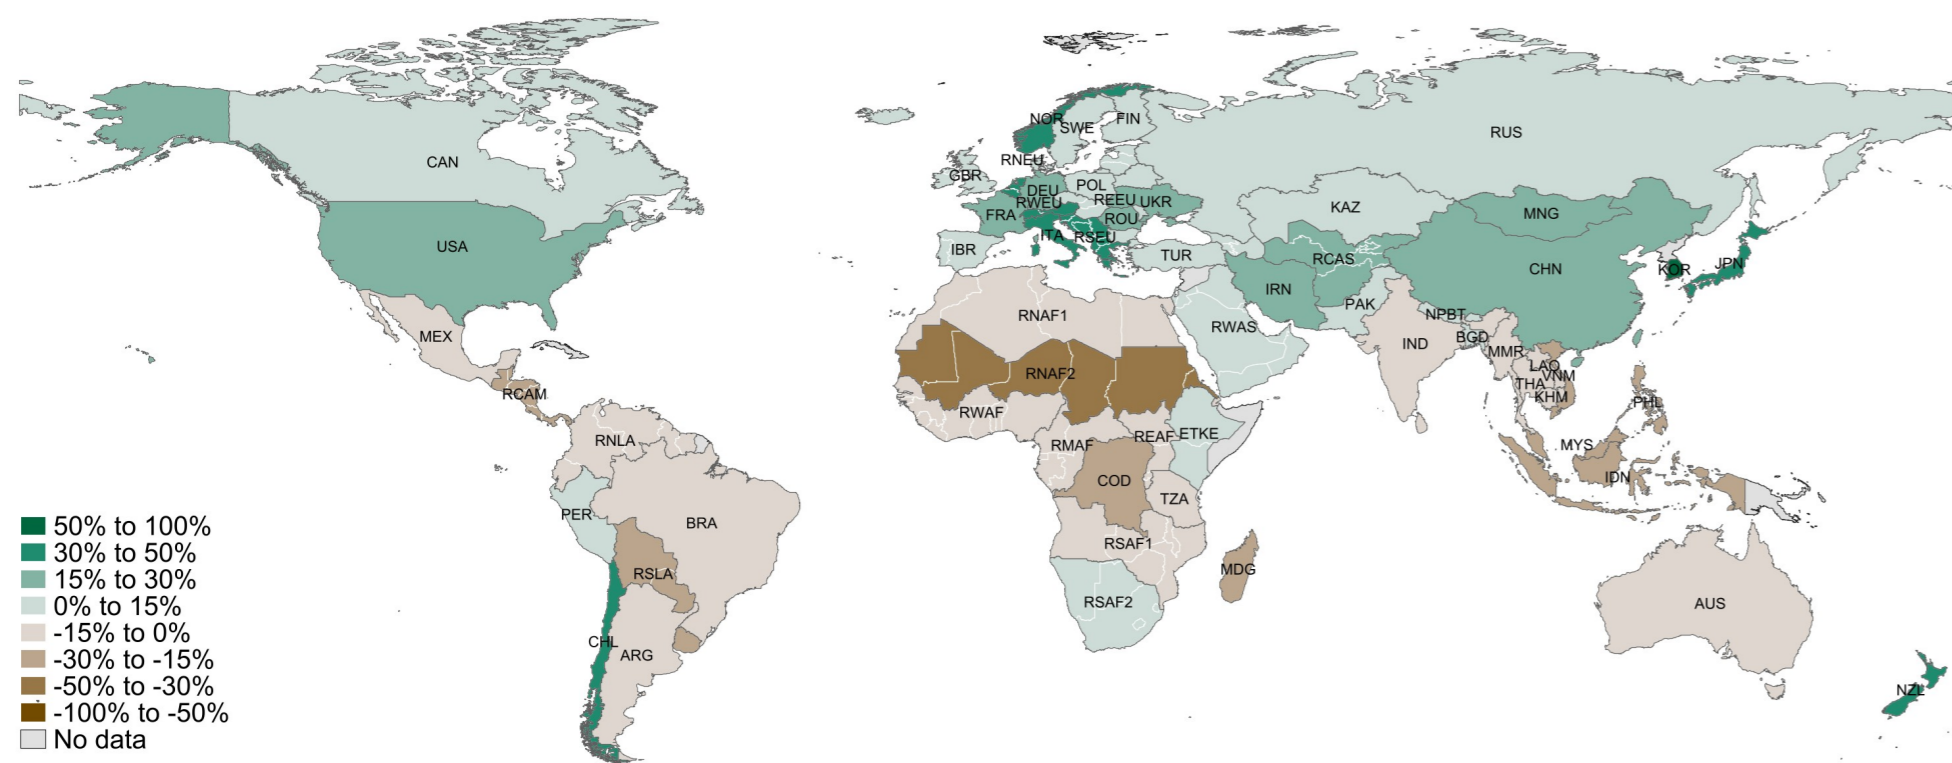 CAN
USA
MEX
RCAM
RNLA
PER
BRA
RSLA
CHL
ARG
NOR
SWE
FIN
RNEU
GBR
DEU
POL
RWEU
REEU
UKR
FRA
ROU
ITA
RSEU
IBR
TUR
RUS
KAZ
MNG
RCAS
CHN
KOR
JPN
IRN
PAK
RWAS
NPBT
IND
BGD
MMR
LAO
VNM
THA
KHM
PHL
MYS
IDN
RNAF1
RNAF2
RWAF
RMAF
REAF
ETKE
COD
TZA
RSAF1
MDG
RSAF2
AUS
NZL
50% to 100%
30% to 50%
15% to 30%
0% to 15%
-15% to 0%
-30% to -15%
-50% to -30%
-100% to -50%
No data